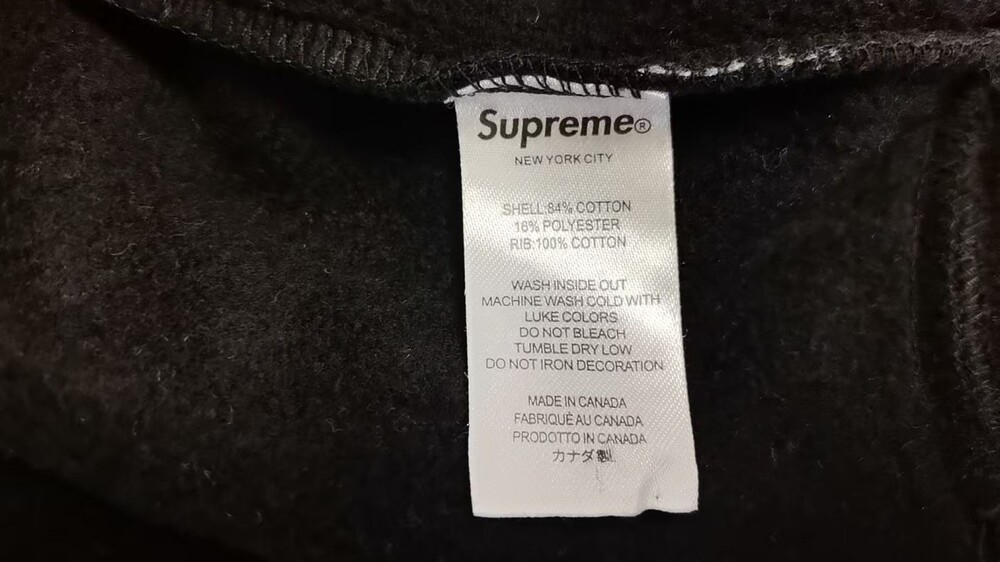 Supreme®
NEW YORK CITY
SHELL:84% COTTON
16% POLYESTER
RIB:100% COTTON
WASH INSIDE OUT
MACHINE WASH COLD WITH
LUKE COLORS
DO NOT BLEACH
TUMBLE DRY LOW
DO NOT IRON DECORATION
MADE IN CANADA
FABRIQUÉ AU CANADA
PRODOTTO IN CANADA
カナダ製